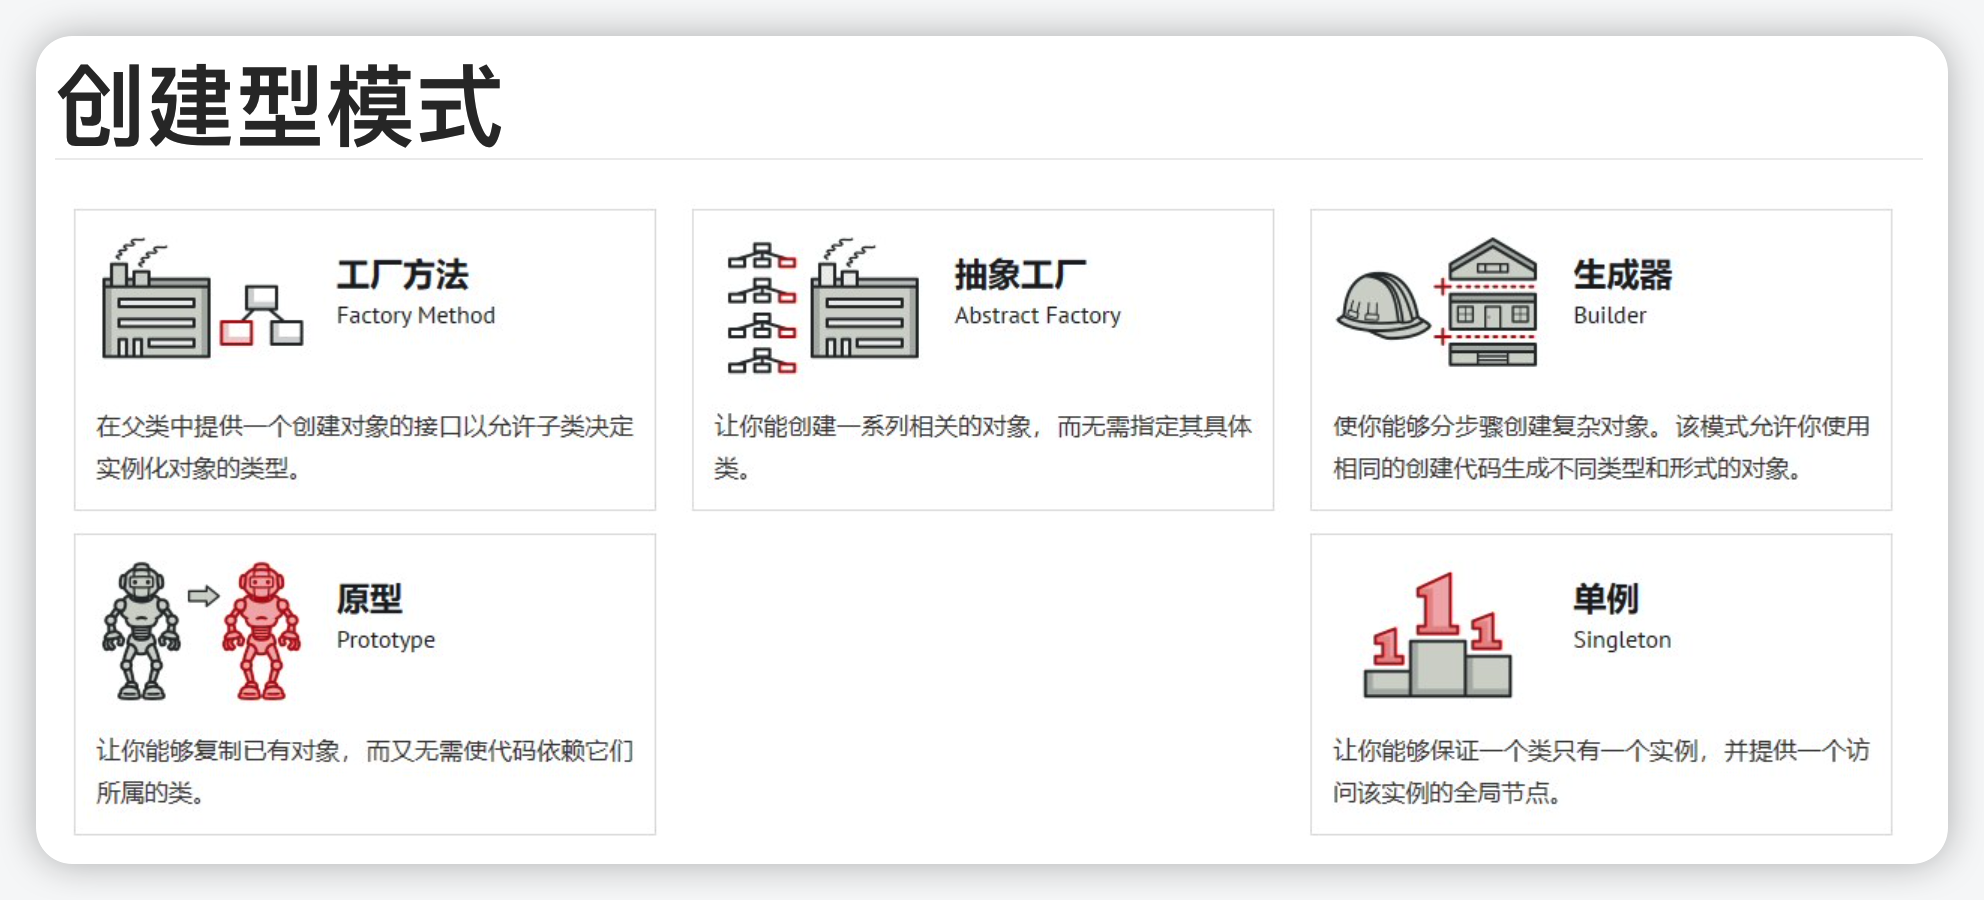 创建型模式
工厂方法
Factory Method
在父类中提供一个创建对象的接口以允许子类决定
实例化对象的类型。
抽象工厂
Abstract Factory
让你能创建一系列相关的对象，而无需指定其具体
类。
生成器
Builder
使你能够分步骤创建复杂对象。该模式允许你使用
相同的创建代码生成不同类型和形式的对象。
原型
Prototype
让你能够复制已有对象，而又无需使代码依赖它们
所属的类。
1
1
1
单例
Singleton
让你能够保证一个类只有一个实例，并提供一个访
问该实例的全局节点。